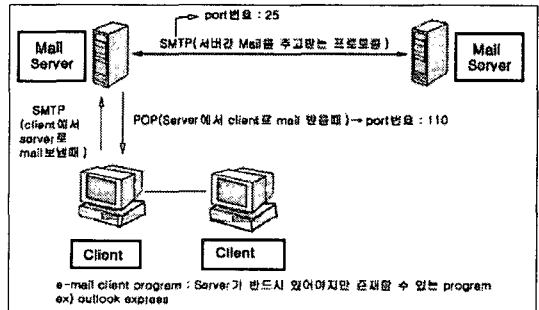 port번호 : 25
SMTP(서버간 Mail을 주고받는 프로토콜)
Mail
Server
Mail
Server
SMTP
(client에서
server로
mail보낼때)
POP(Server에서 client로 mail 받을때)→ port번호 : 110
Client
Client
e-mail client program : Server가 반드시 있어야지만 존재할 수 있는 program
ex) outlook express